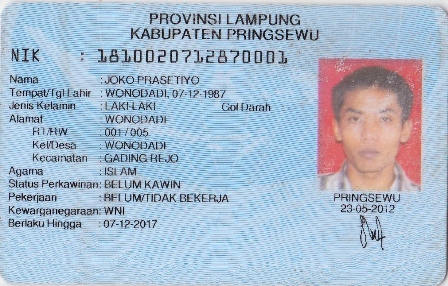 PROVINSI LAMPUNG
KABUPATEN PRINGSEWU
NIK : 1810020712870001
Nama : JOKO PRASETIYO
Tempat/Tgl Lahir : WONODADI, 07-12-1987
Jenis Kelamin : LAKI-LAKI Gol Darah
Alamat : WONODADI
RT/RW : 001 / 005
Kel/Desa : WONODADI
Kecamatan : GADING REJO
Agama : ISLAM
Status Perkawinan : BELUM KAWIN
Pekerjaan : BELUM/TIDAK BEKERJA
Kewarganegaraan : WNI
Berlaku Hingga : 07-12-2017
PRINGSEWU
23-05-2012